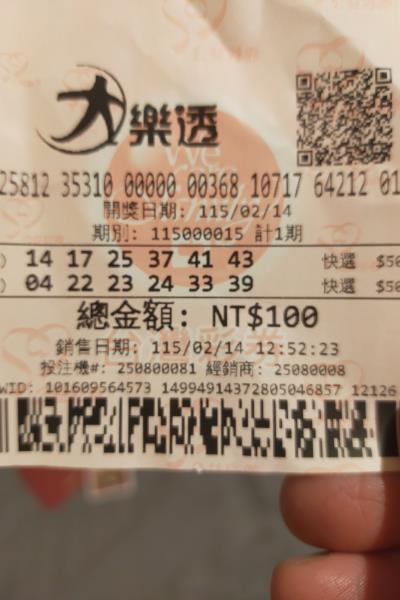 大樂透
25812 35310 00000 00368 10717 64212 01
開獎日期: 115/02/14
期別: 115000015 計1期
) 14 17 25 37 41 43 快選 $50
) 04 22 23 24 33 39 快選 $50
總金額: NT$100
銷售日期: 115/02/14 12:52:23
投注機#: 250800081 經銷商: 25080008
WID: 101609564573 14994914372805046857 12126